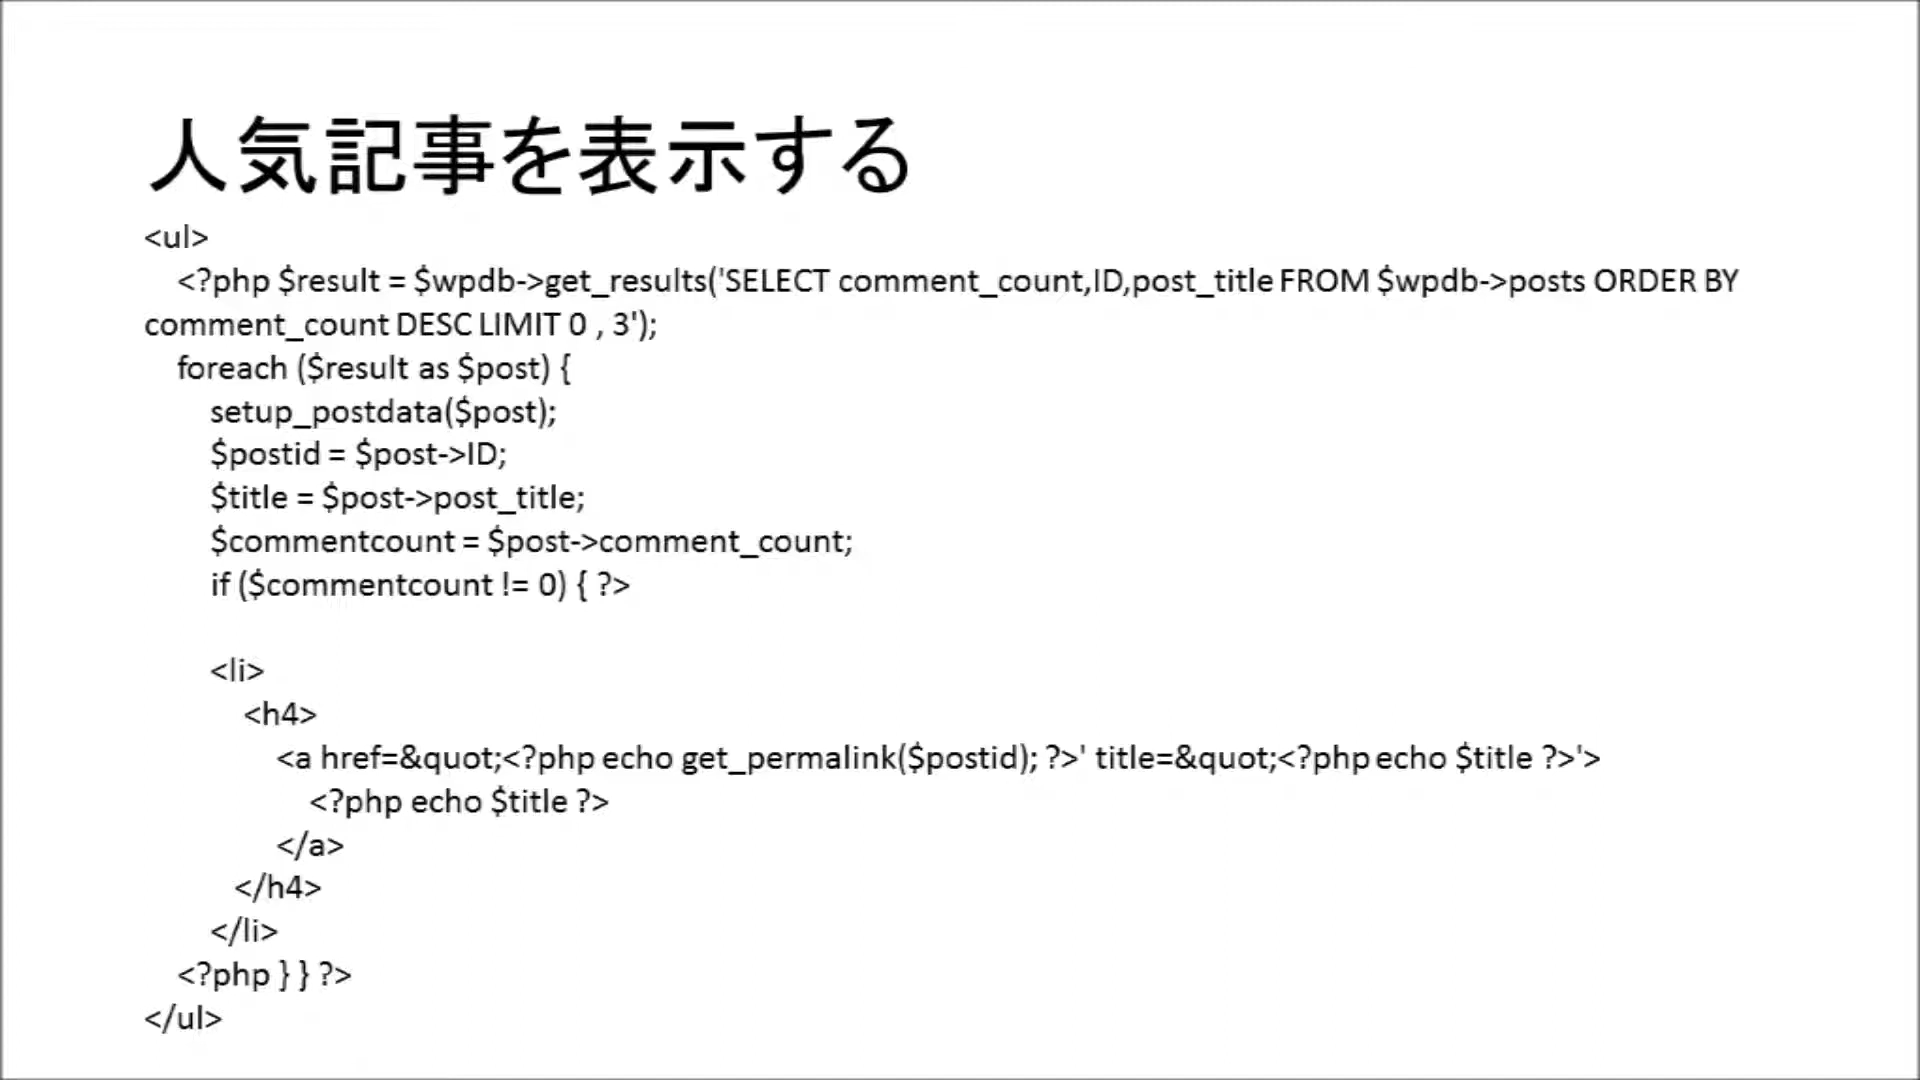 人気記事を表示する
<ul>
<?php $result = $wpdb->get_results('SELECT comment_count,ID,post_title FROM $wpdb->posts ORDER BY
comment_count DESC LIMIT 0 , 3');
foreach ($result as $post) {
setup_postdata($post);
$postid = $post->ID;
$title = $post->post_title;
$commentcount = $post->comment_count;
if ($commentcount != 0) { ?>
<li>
<h4>
<a href=&quot;<?php echo get_permalink($postid); ?>' title=&quot;<?php echo $title ?>'>
<?php echo $title ?>
</a>
</h4>
</li>
<?php } } ?>
</ul>